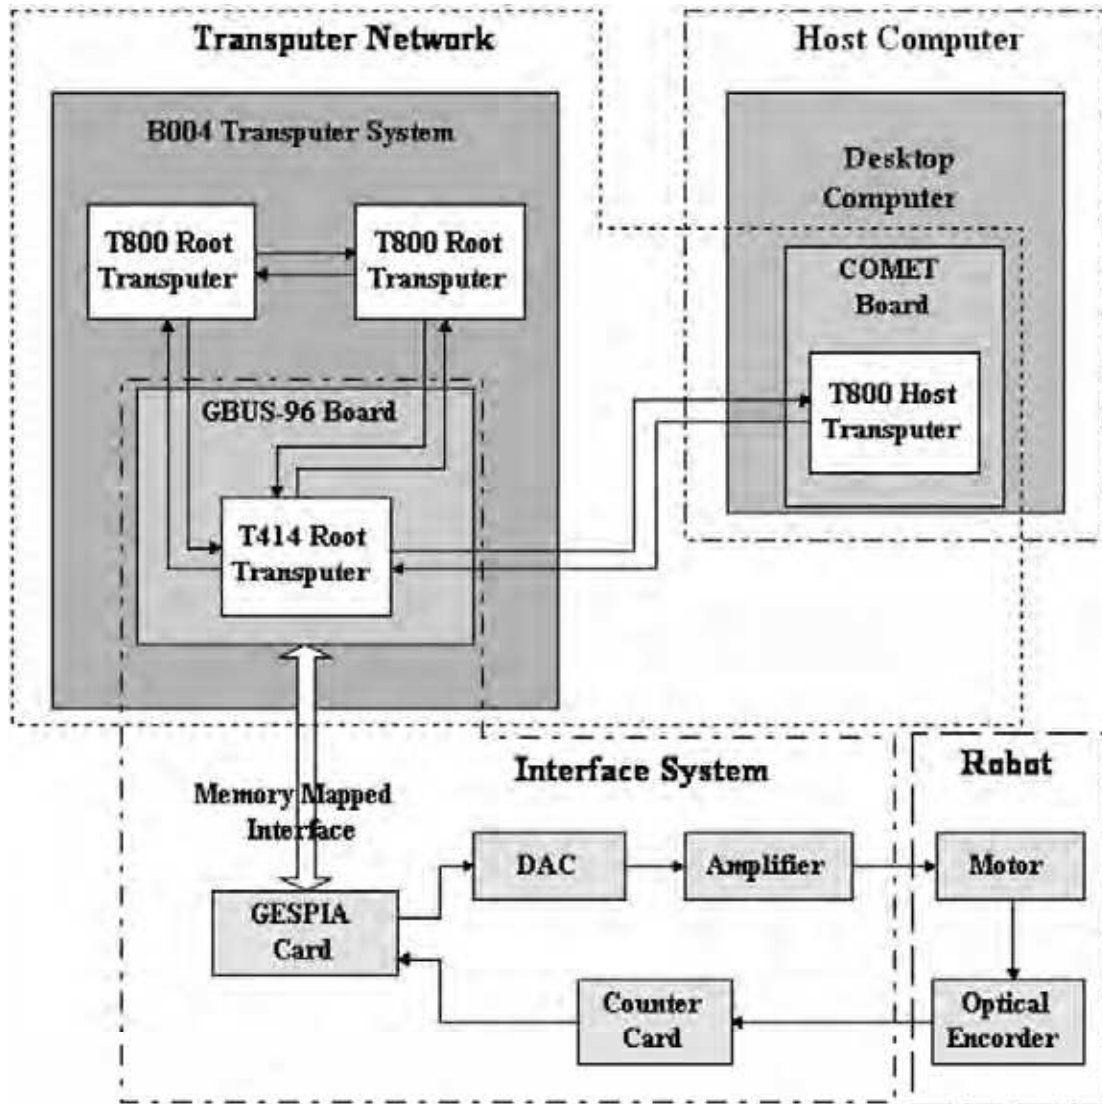 Transputer Network
Host Computer
B004 Transputer System
Desktop
Computer
T800 Root
Transputer
T800 Root
Transputer
COMET
Board
T800 Host
Transputer
GBUS-96 Board
T414 Root
Transputer
Interface System
Robot
Memory Mapped
Interface
DAC
Amplifier
Motor
GESPIA
Card
Counter
Card
Optical
Encorder